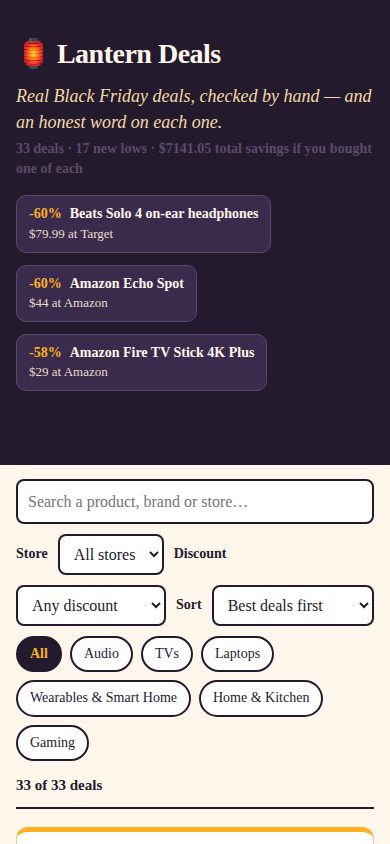 Lantern Deals
Real Black Friday deals, checked by hand — and
an honest word on each one.
33 deals · 17 new lows · $7141.05 total savings if you bought
one of each
-60% Beats Solo 4 on-ear headphones
$79.99 at Target
-60% Amazon Echo Spot
$44 at Amazon
-58% Amazon Fire TV Stick 4K Plus
$29 at Amazon
Search a product, brand or store…
Store All stores Discount
Any discount Sort Best deals first
All Audio TVs Laptops
Wearables & Smart Home Home & Kitchen
Gaming
33 of 33 deals